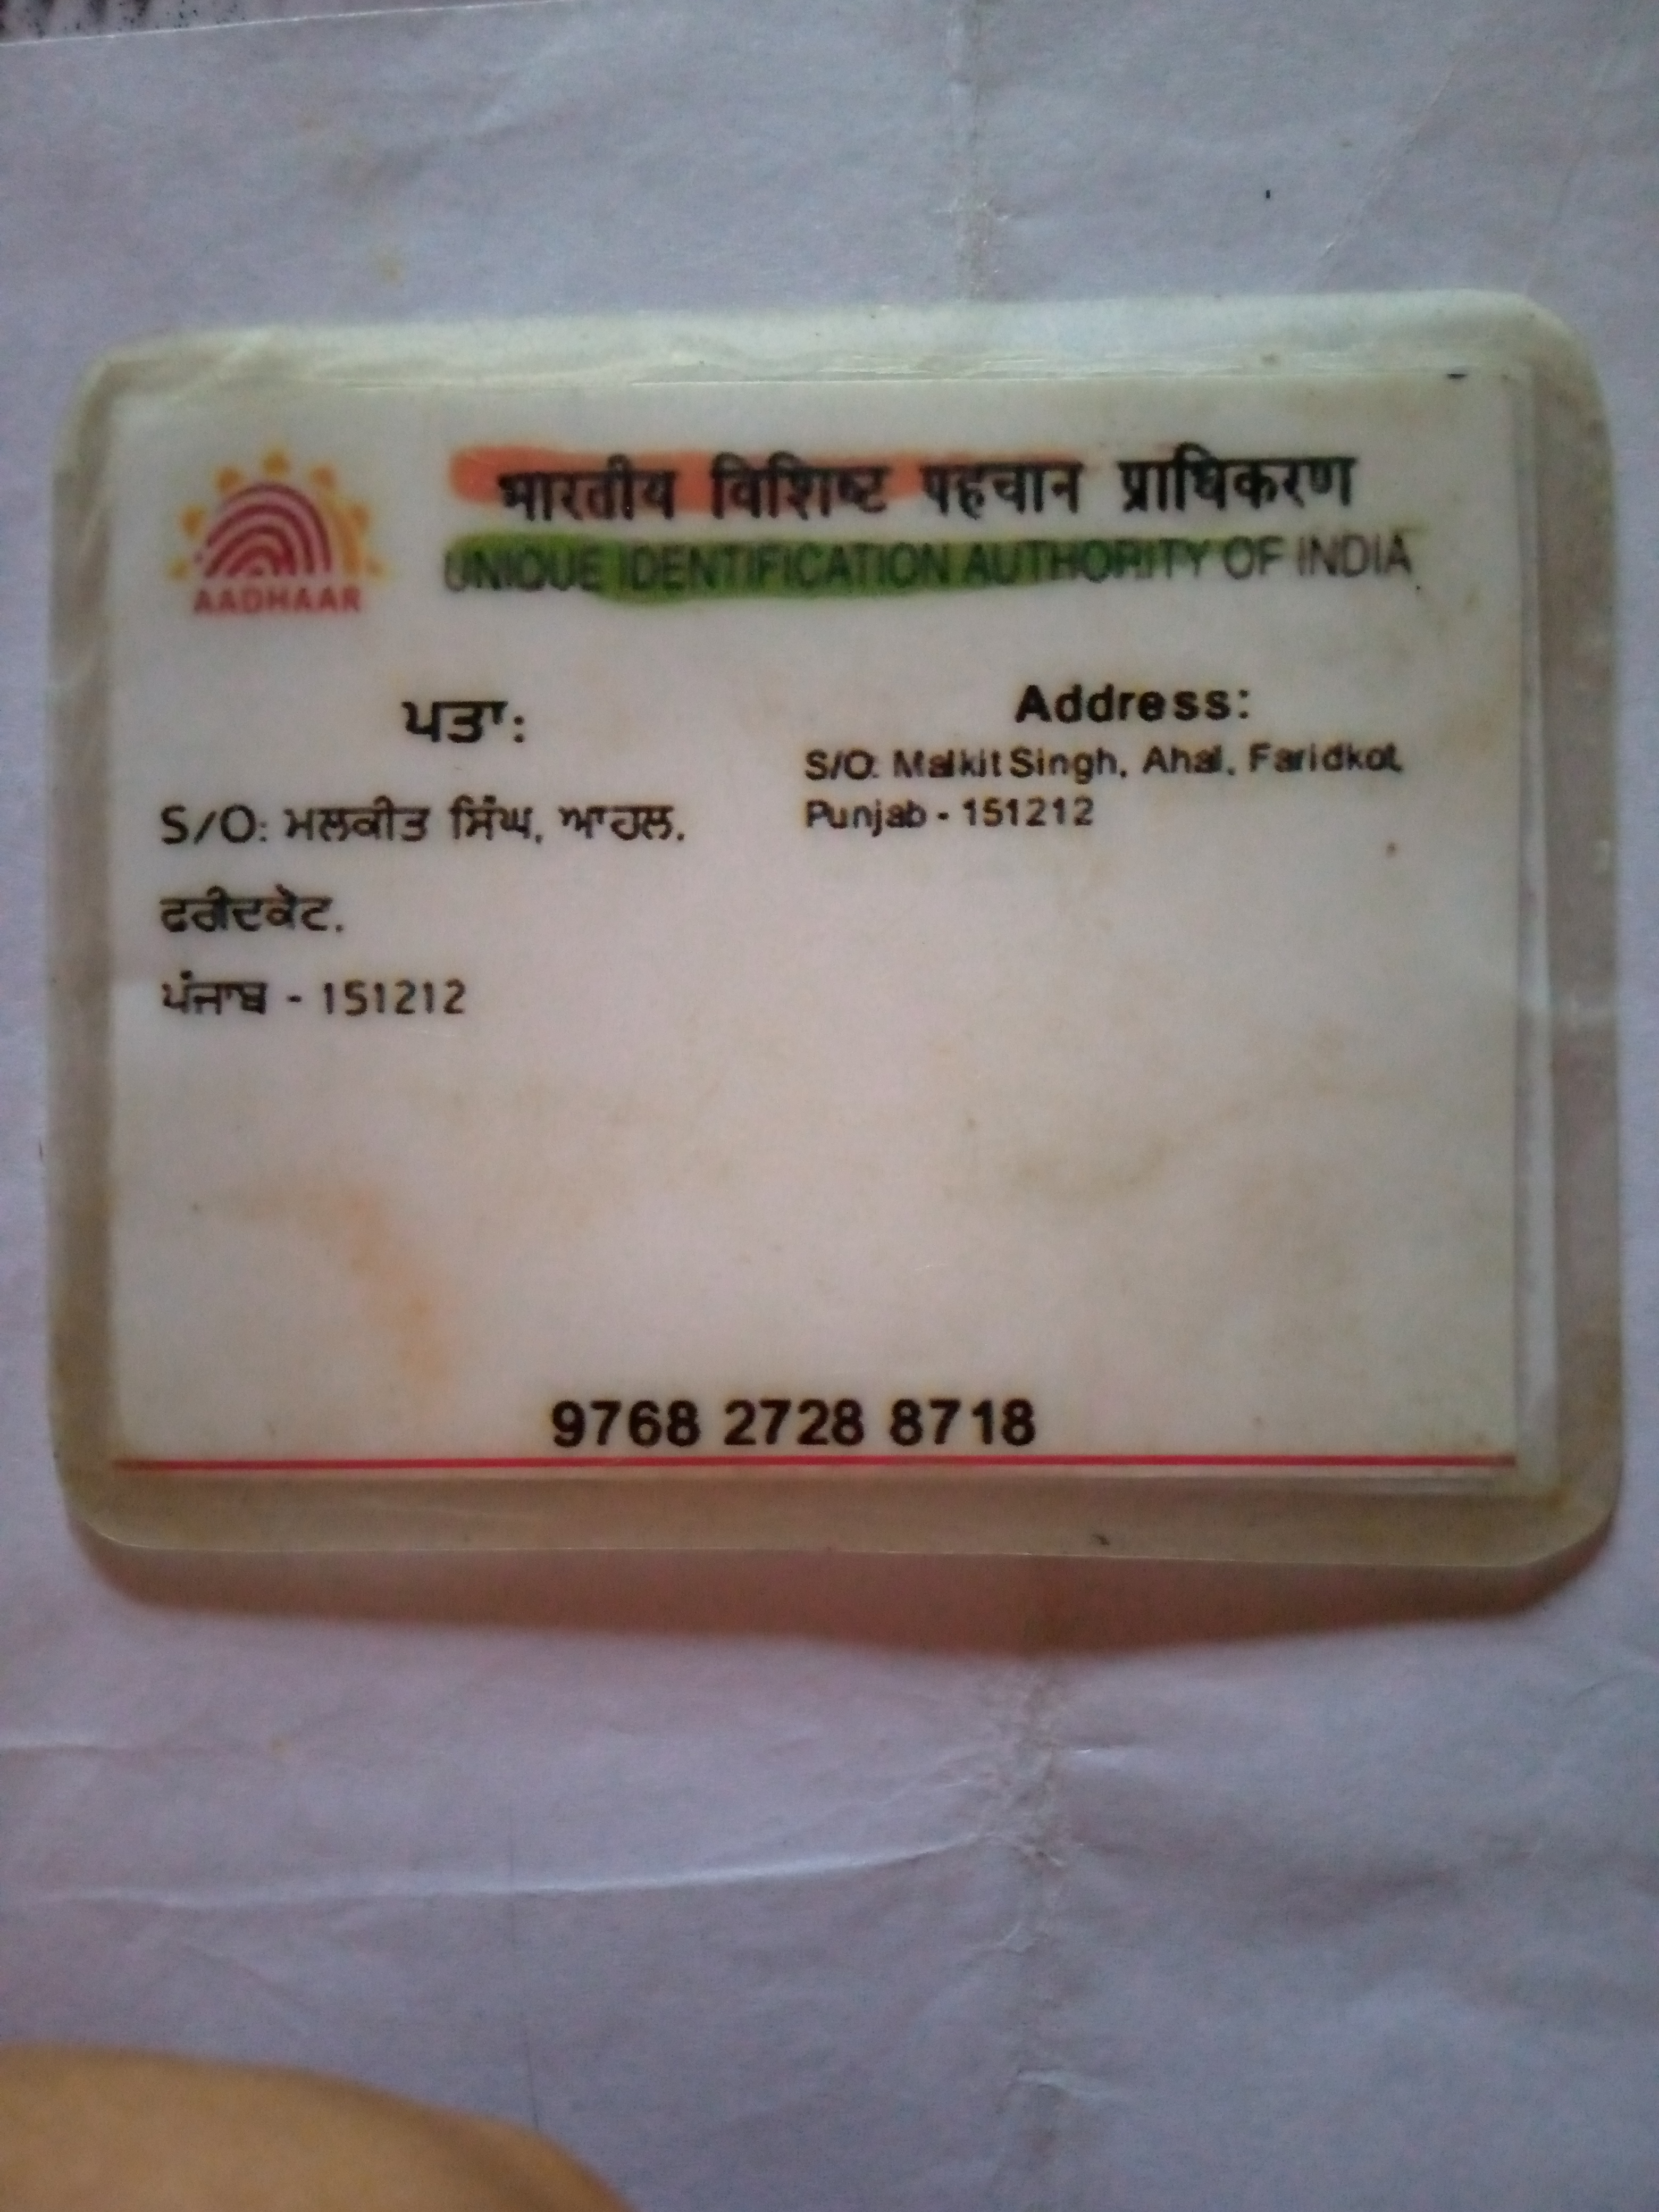 भारतीय विशिष्ट पहचान प्राधिकरण
UNIQUE IDENTIFICATION AUTHORITY OF INDIA
AADHAAR
ਪਤਾ:
S/O: ਮਲਕੀਤ ਸਿੰਘ, ਆਹਲ,
ਫਰੀਦਕੋਟ,
ਪੰਜਾਬ - 151212
Address:
S/O: Malkit Singh, Ahal, Faridkot,
Punjab - 151212
9768 2728 8718